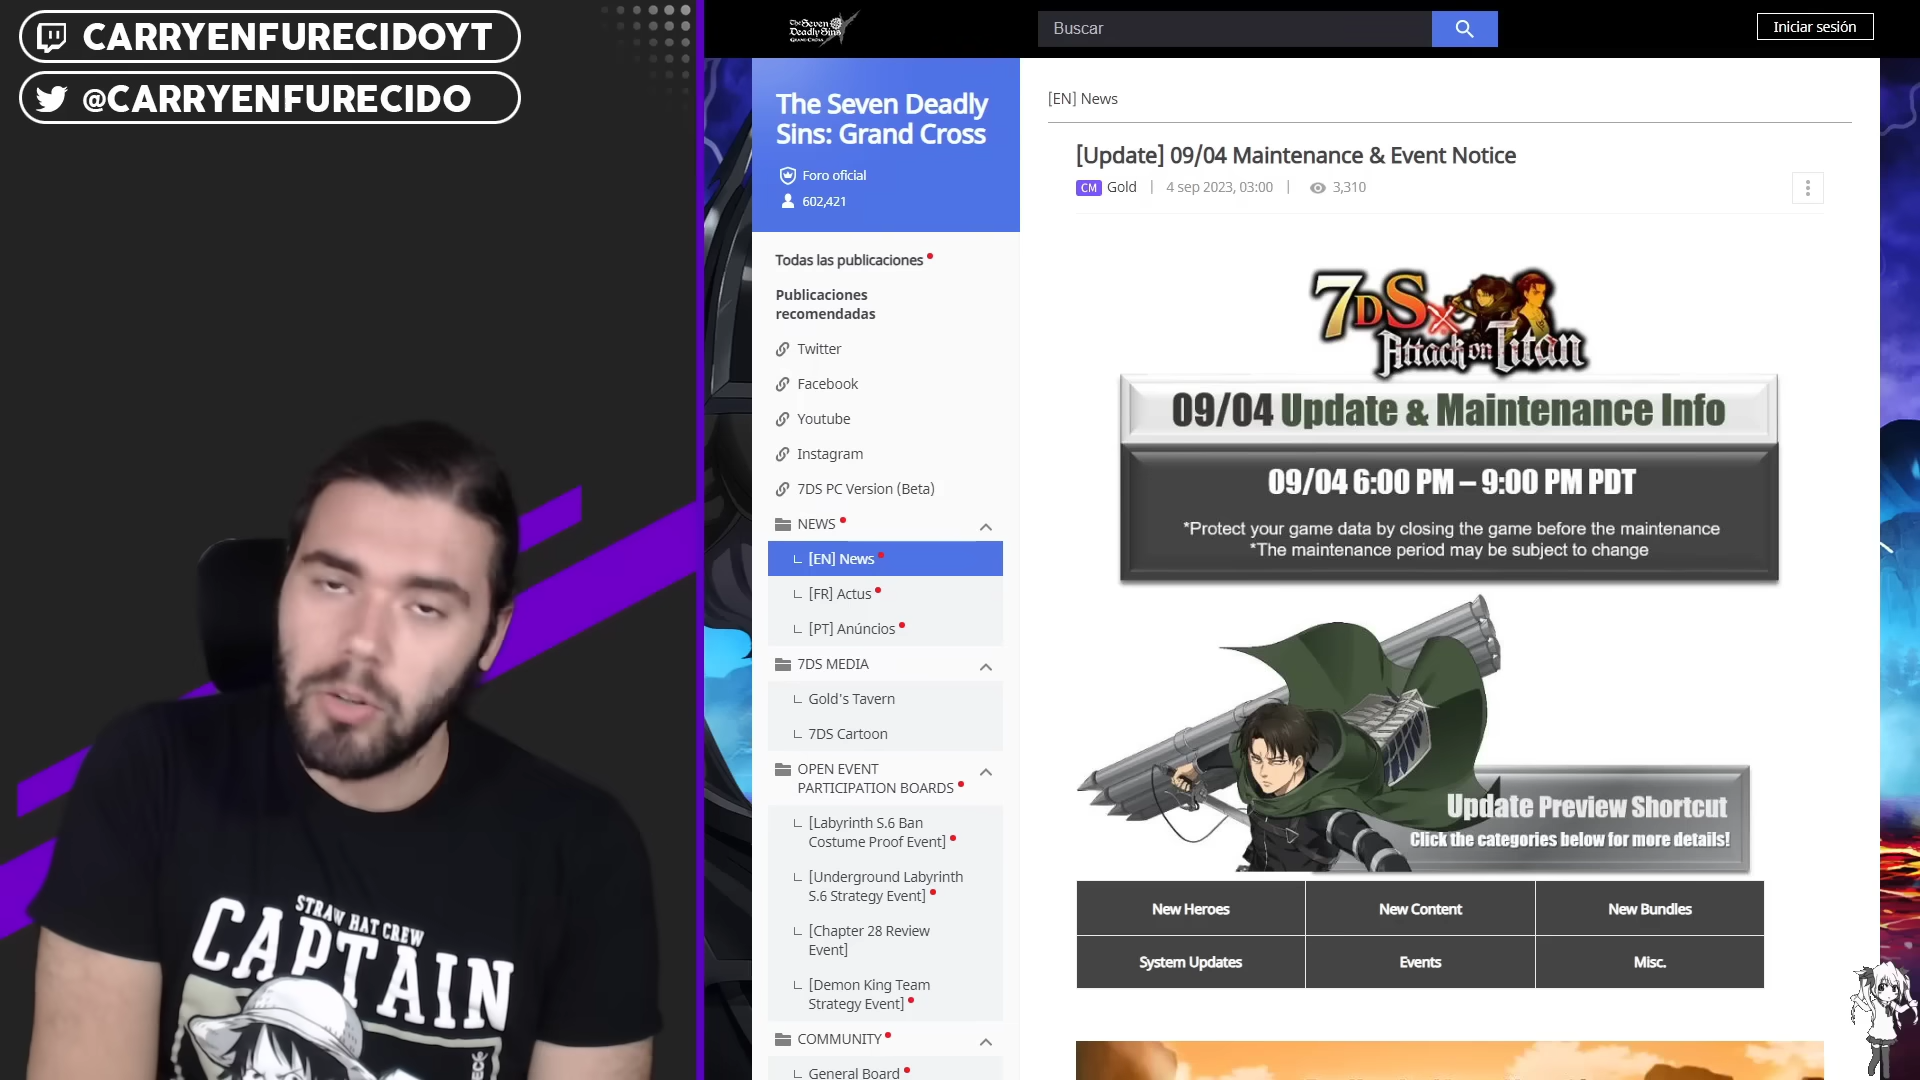 CARRYENFURECIDOYT
@CARRYENFURECIDO
STRAW HAT CREW
CAPTAIN
The Seven
Deadly Sins
GRAND CROSS
Buscar
Iniciar sesión
The Seven Deadly
Sins: Grand Cross
Foro oficial
602,421
Todas las publicaciones
Publicaciones
recomendadas
Twitter
Facebook
Youtube
Instagram
7DS PC Version (Beta)
NEWS
[EN] News
[FR] Actus
[PT] Anúncios
7DS MEDIA
Gold's Tavern
7DS Cartoon
OPEN EVENT
PARTICIPATION BOARDS
[Labyrinth S.6 Ban
Costume Proof Event]
[Underground Labyrinth
S.6 Strategy Event]
[Chapter 28 Review
Event]
[Demon King Team
Strategy Event]
COMMUNITY
General Board
[EN] News
[Update] 09/04 Maintenance & Event Notice
CM Gold | 4 sep 2023, 03:00 | 3,310
7DS X
Attack on Titan
09/04 Update & Maintenance Info
09/04 6:00 PM – 9:00 PM PDT
*Protect your game data by closing the game before the maintenance
*The maintenance period may be subject to change
Update Preview Shortcut
Click the categories below for more details!
New Heroes
New Content
New Bundles
System Updates
Events
Misc.